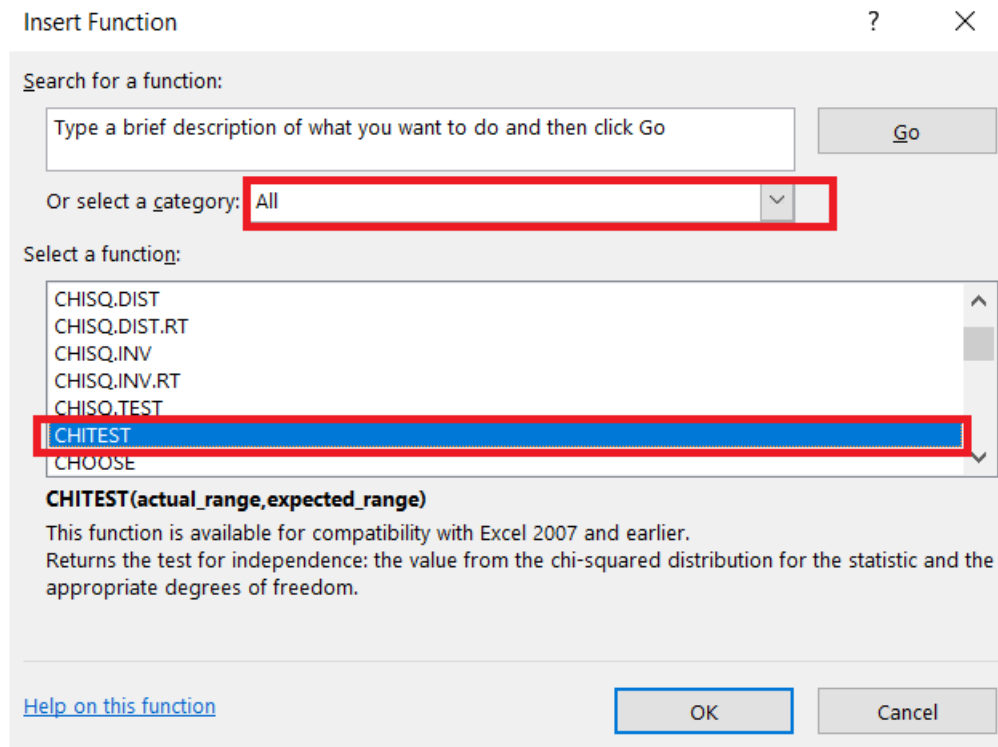 Insert Function
?
Search for a function:
Type a brief description of what you want to do and then click Go
Go
Or select a category: All
Select a function:
CHISQ.DIST
CHISQ.DIST.RT
CHISQ.INV
CHISQ.INV.RT
CHISQ.TEST
CHITEST
CHOOSE
CHITEST(actual_range,expected_range)
This function is available for compatibility with Excel 2007 and earlier.
Returns the test for independence: the value from the chi-squared distribution for the statistic and the
appropriate degrees of freedom.
Help on this function
OK
Cancel